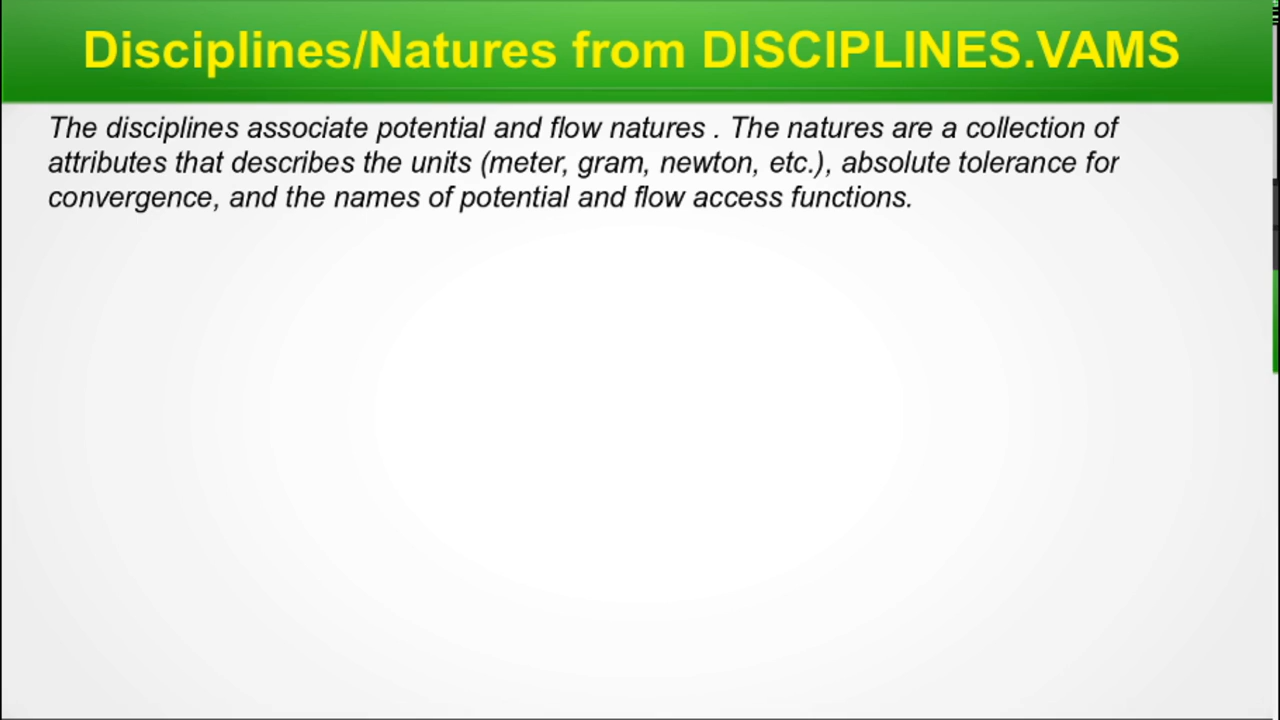 Disciplines/Natures from DISCIPLINES.VAMS
The disciplines associate potential and flow natures . The natures are a collection of
attributes that describes the units (meter, gram, newton, etc.), absolute tolerance for
convergence, and the names of potential and flow access functions.